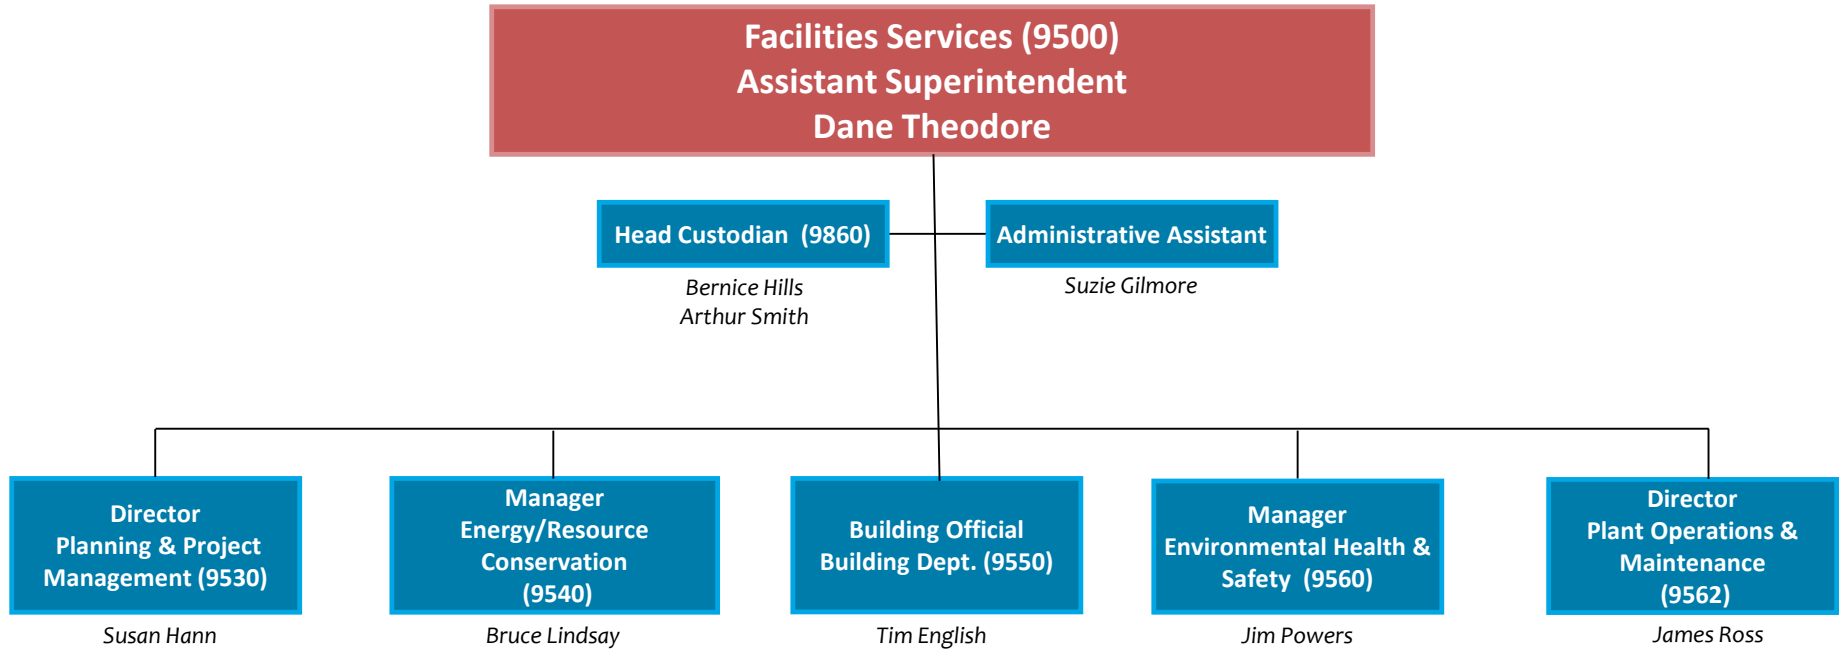 Facilities Services (9500)
Assistant Superintendent
Dane Theodore
Head Custodian (9860)
Bernice Hills
Arthur Smith
Administrative Assistant
Suzie Gilmore
Director
Planning & Project
Management (9530)
Susan Hann
Manager
Energy/Resource
Conservation
(9540)
Bruce Lindsay
Building Official
Building Dept. (9550)
Tim English
Manager
Environmental Health &
Safety (9560)
Jim Powers
Director
Plant Operations &
Maintenance
(9562)
James Ross